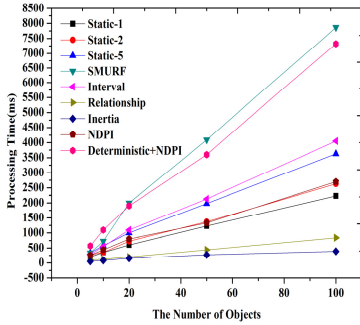 8500
8000
7500
7000
6500
6000
5500
5000
4500
4000
3500
3000
2500
2000
1500
1000
500
0
-500
Processing Time(ms)
Static-1
Static-2
Static-5
SMURF
Interval
Relationship
Inertia
NDPI
Deterministic+NDPI
0 20 40 60 80 100
The Number of Objects